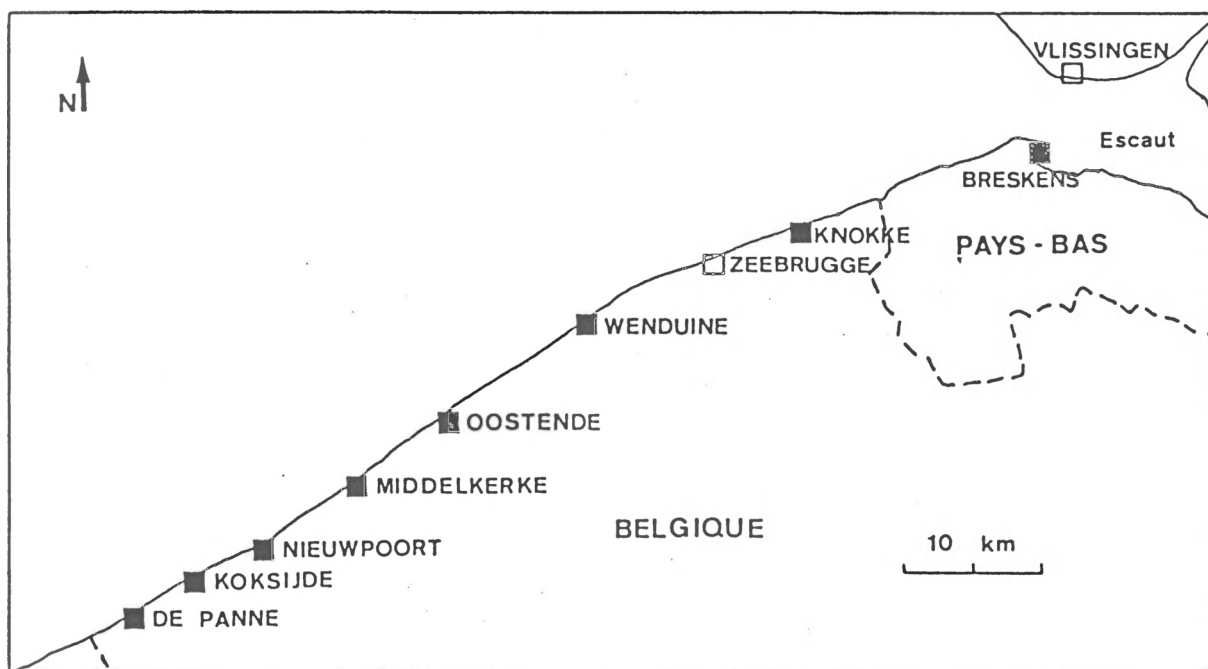 VLISSINGEN
N
Escaut
BRESKENS
KNOKKE
PAYS-BAS
ZEEBRUGGE
WENDUINE
OOSTENDE
MIDDELKERKE
BELGIQUE
NIEUWPOORT
10 km
KOKSIJDE
DE PANNE